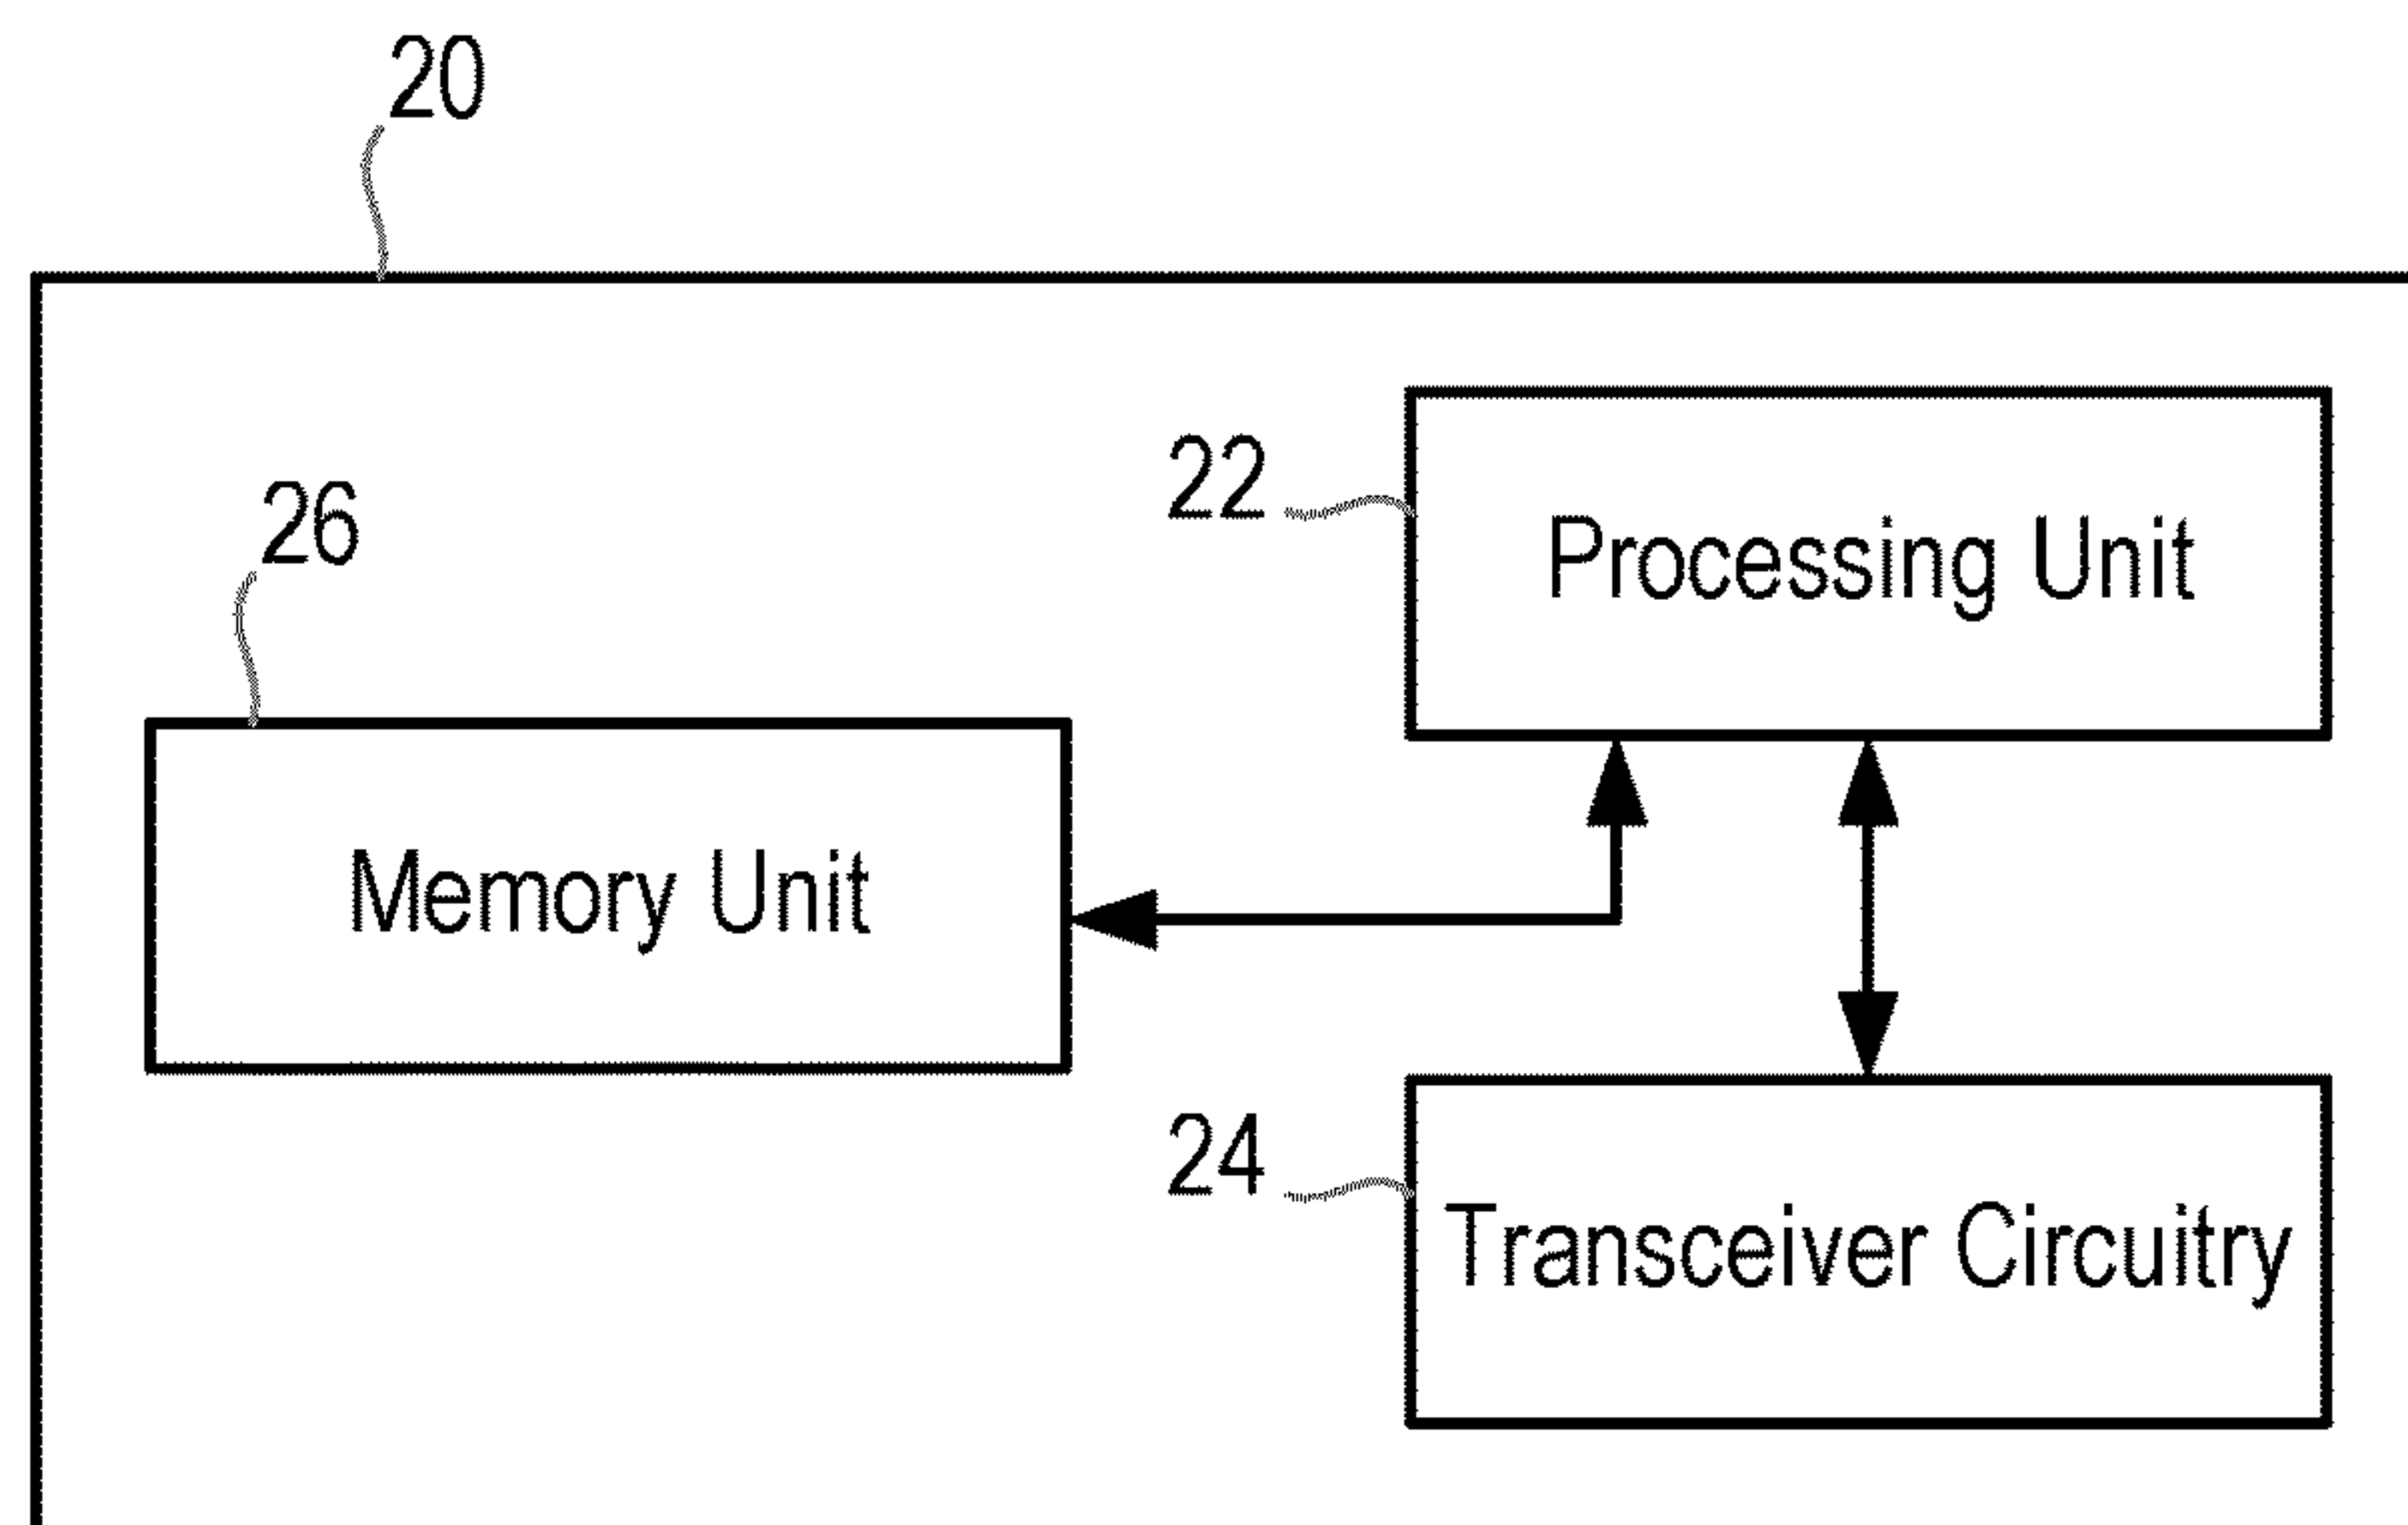 20
22
Processing Unit
26
Memory Unit
24
Transceiver Circuitry